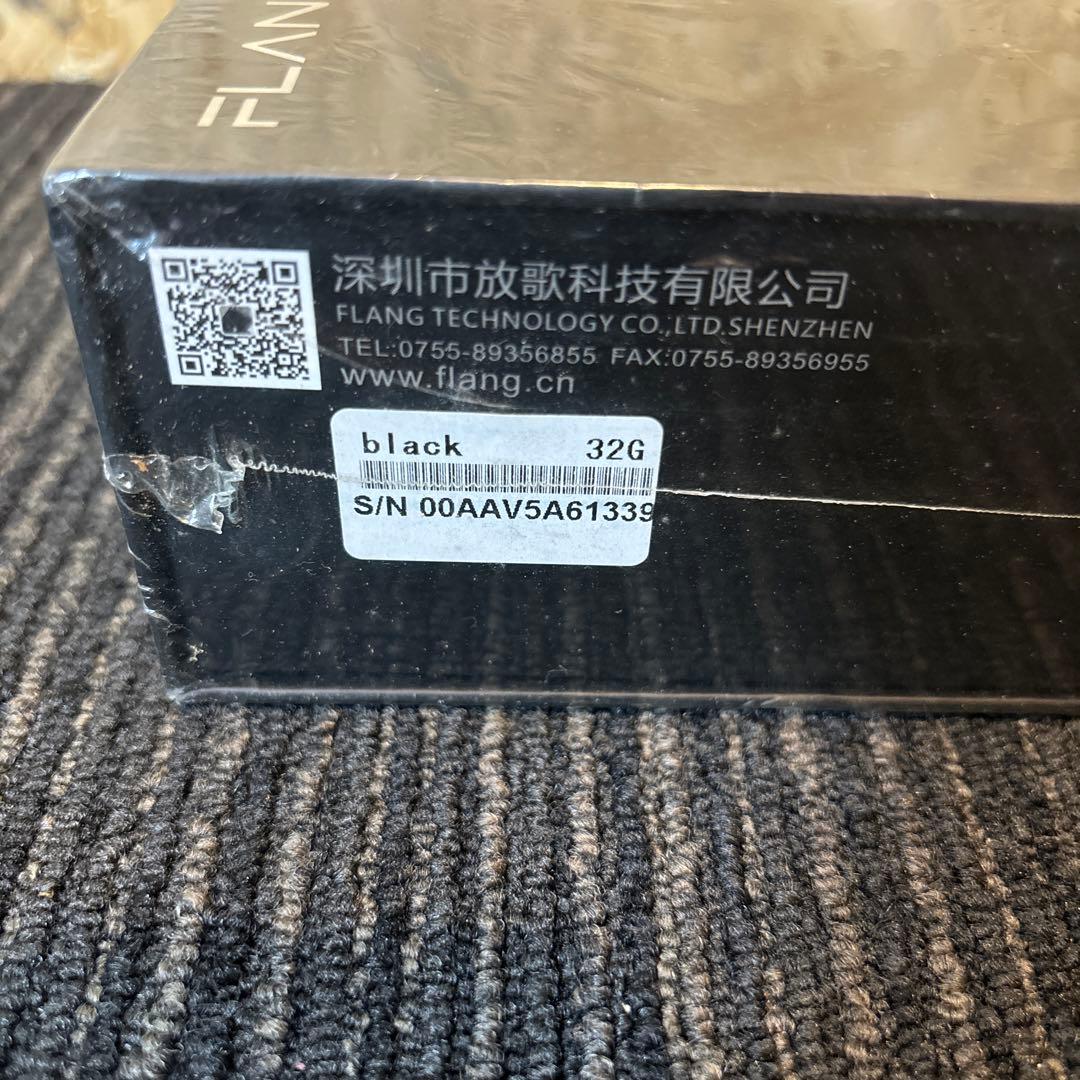 FLAN
深圳市放歌科技有限公司
FLANG TECHNOLOGY CO.,LTD.SHENZHEN
TEL:0755-89356855 FAX:0755-89356955
www.flang.cn
black 32G
S/N 00AAV5A61339